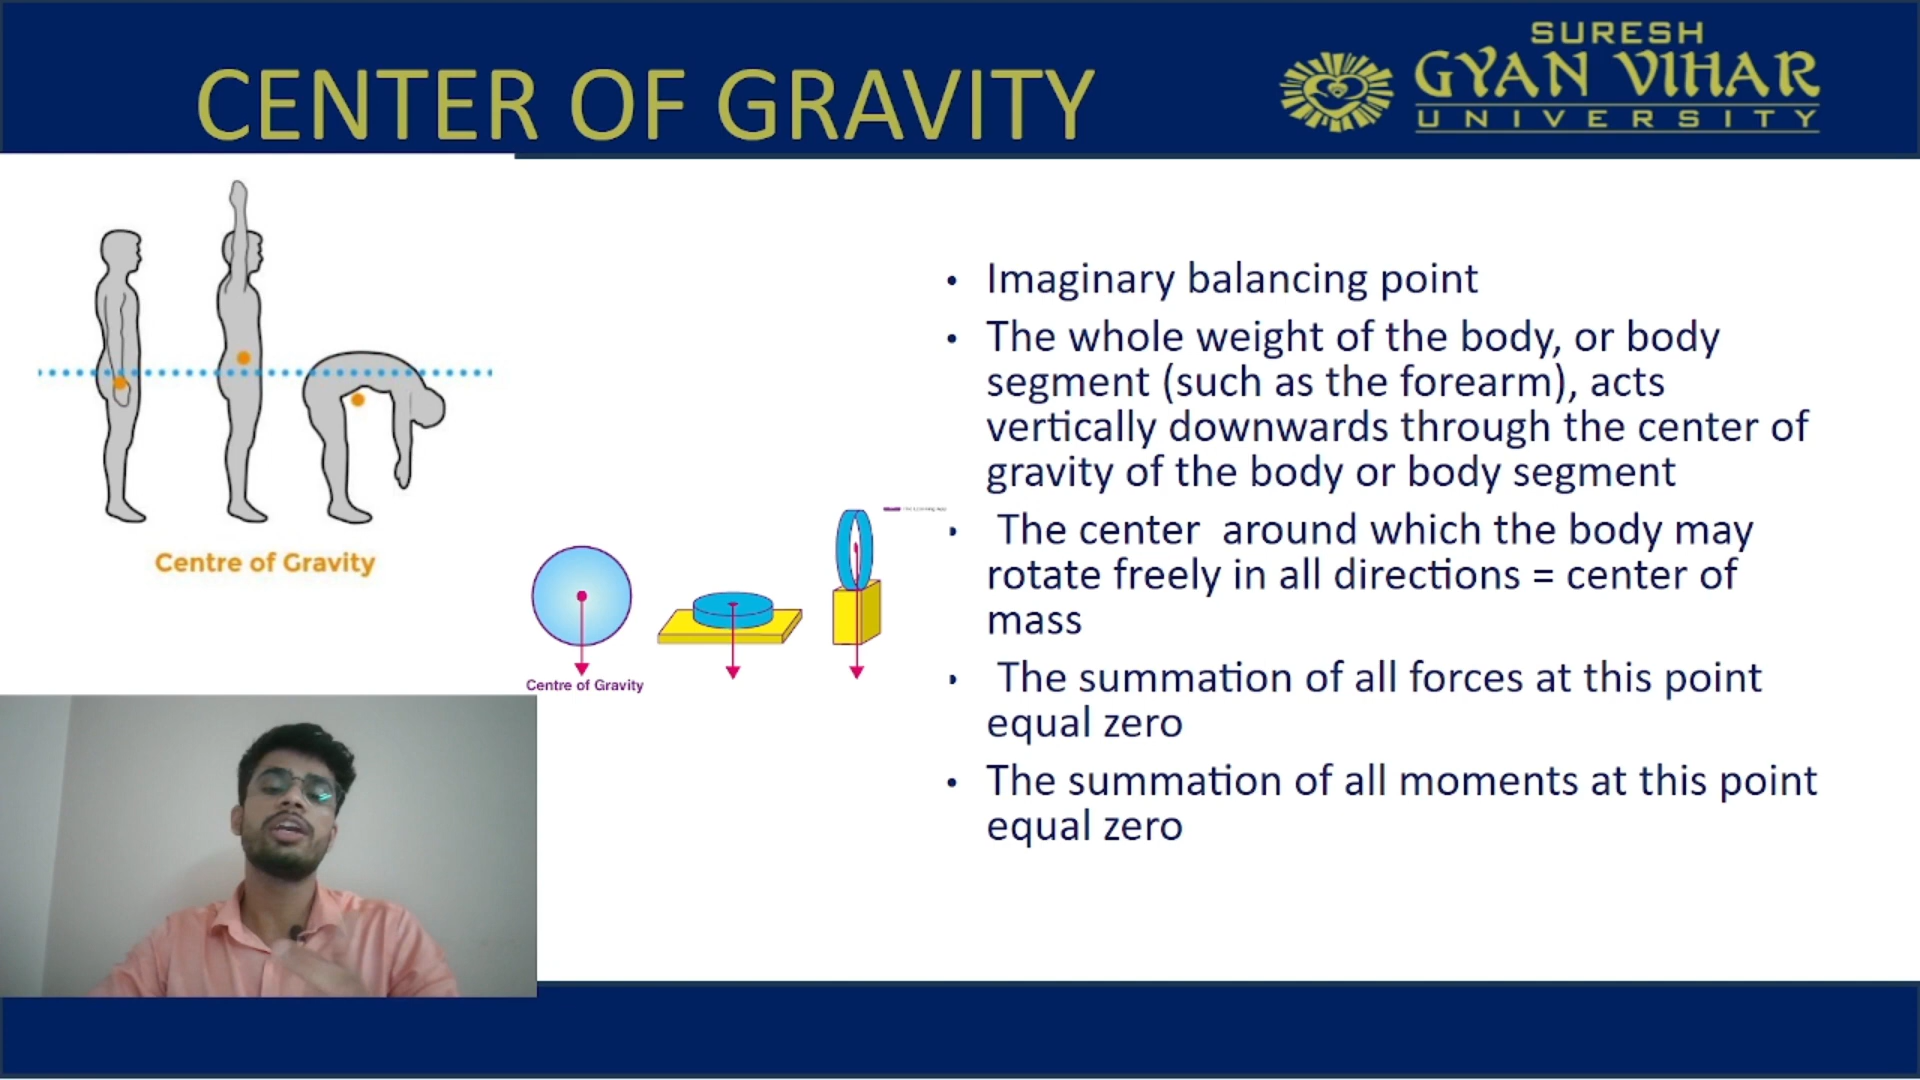 CENTER OF GRAVITY
SURESH
GYAN VIHAR
UNIVERSITY
Centre of Gravity
Centre of Gravity
• Imaginary balancing point
• The whole weight of the body, or body
segment (such as the forearm), acts
vertically downwards through the center of
gravity of the body or body segment
• The center around which the body may
rotate freely in all directions = center of
mass
• The summation of all forces at this point
equal zero
• The summation of all moments at this point
equal zero